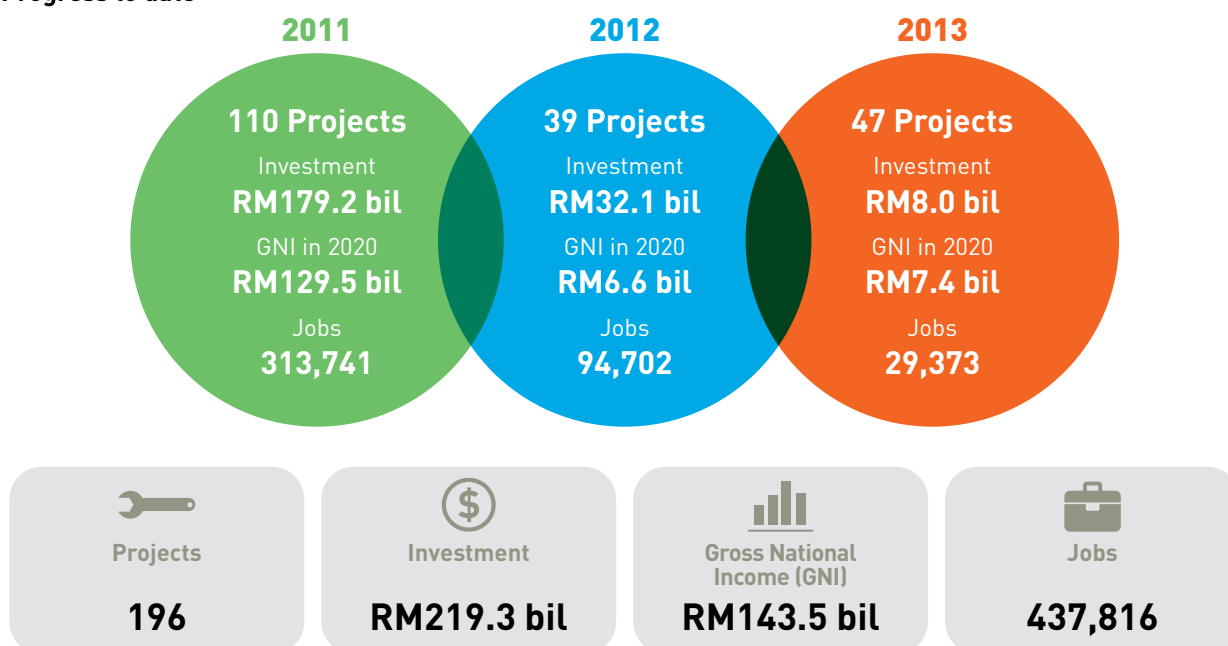 Progress to date
2011
110 Projects
Investment
RM179.2 bil
GNI in 2020
RM129.5 bil
Jobs
313,741
2012
39 Projects
Investment
RM32.1 bil
GNI in 2020
RM6.6 bil
Jobs
94,702
2013
47 Projects
Investment
RM8.0 bil
GNI in 2020
RM7.4 bil
Jobs
29,373
Projects
196
$
Investment
RM219.3 bil
Gross National
Income (GNI)
RM143.5 bil
Jobs
437,816